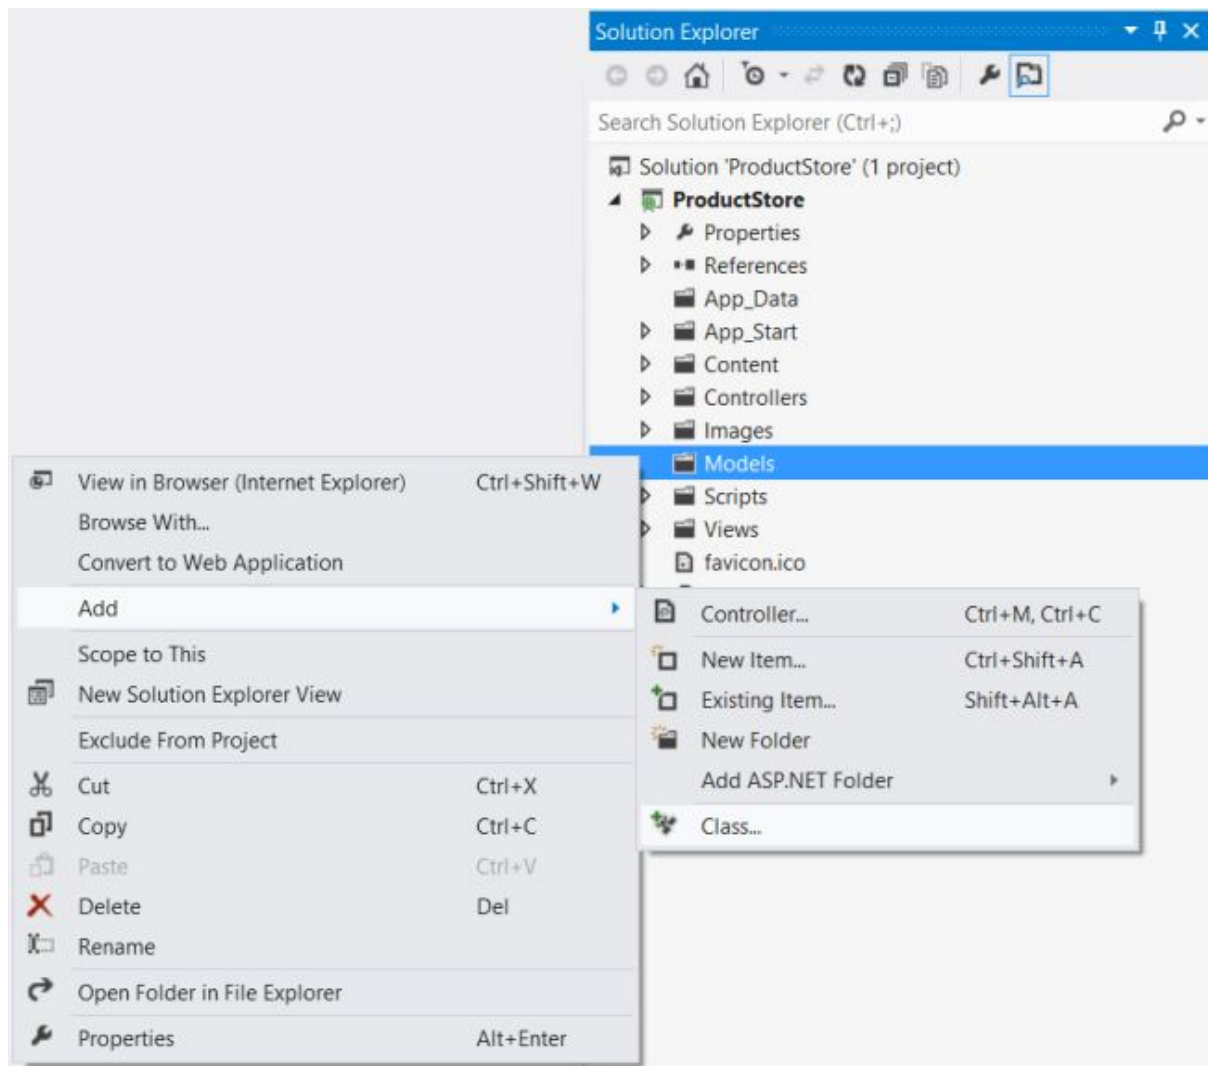 Solution Explorer
Search Solution Explorer (Ctrl+;)
Solution 'ProductStore' (1 project)
ProductStore
Properties
References
App_Data
App_Start
Content
Controllers
Images
Models
Scripts
Views
favicon.ico
View in Browser (Internet Explorer) Ctrl+Shift+W
Browse With...
Convert to Web Application
Add
Scope to This
New Solution Explorer View
Exclude From Project
Cut Ctrl+X
Copy Ctrl+C
Paste Ctrl+V
Delete Del
Rename
Open Folder in File Explorer
Properties Alt+Enter
Controller... Ctrl+M, Ctrl+C
New Item... Ctrl+Shift+A
Existing Item... Shift+Alt+A
New Folder
Add ASP.NET Folder
Class...